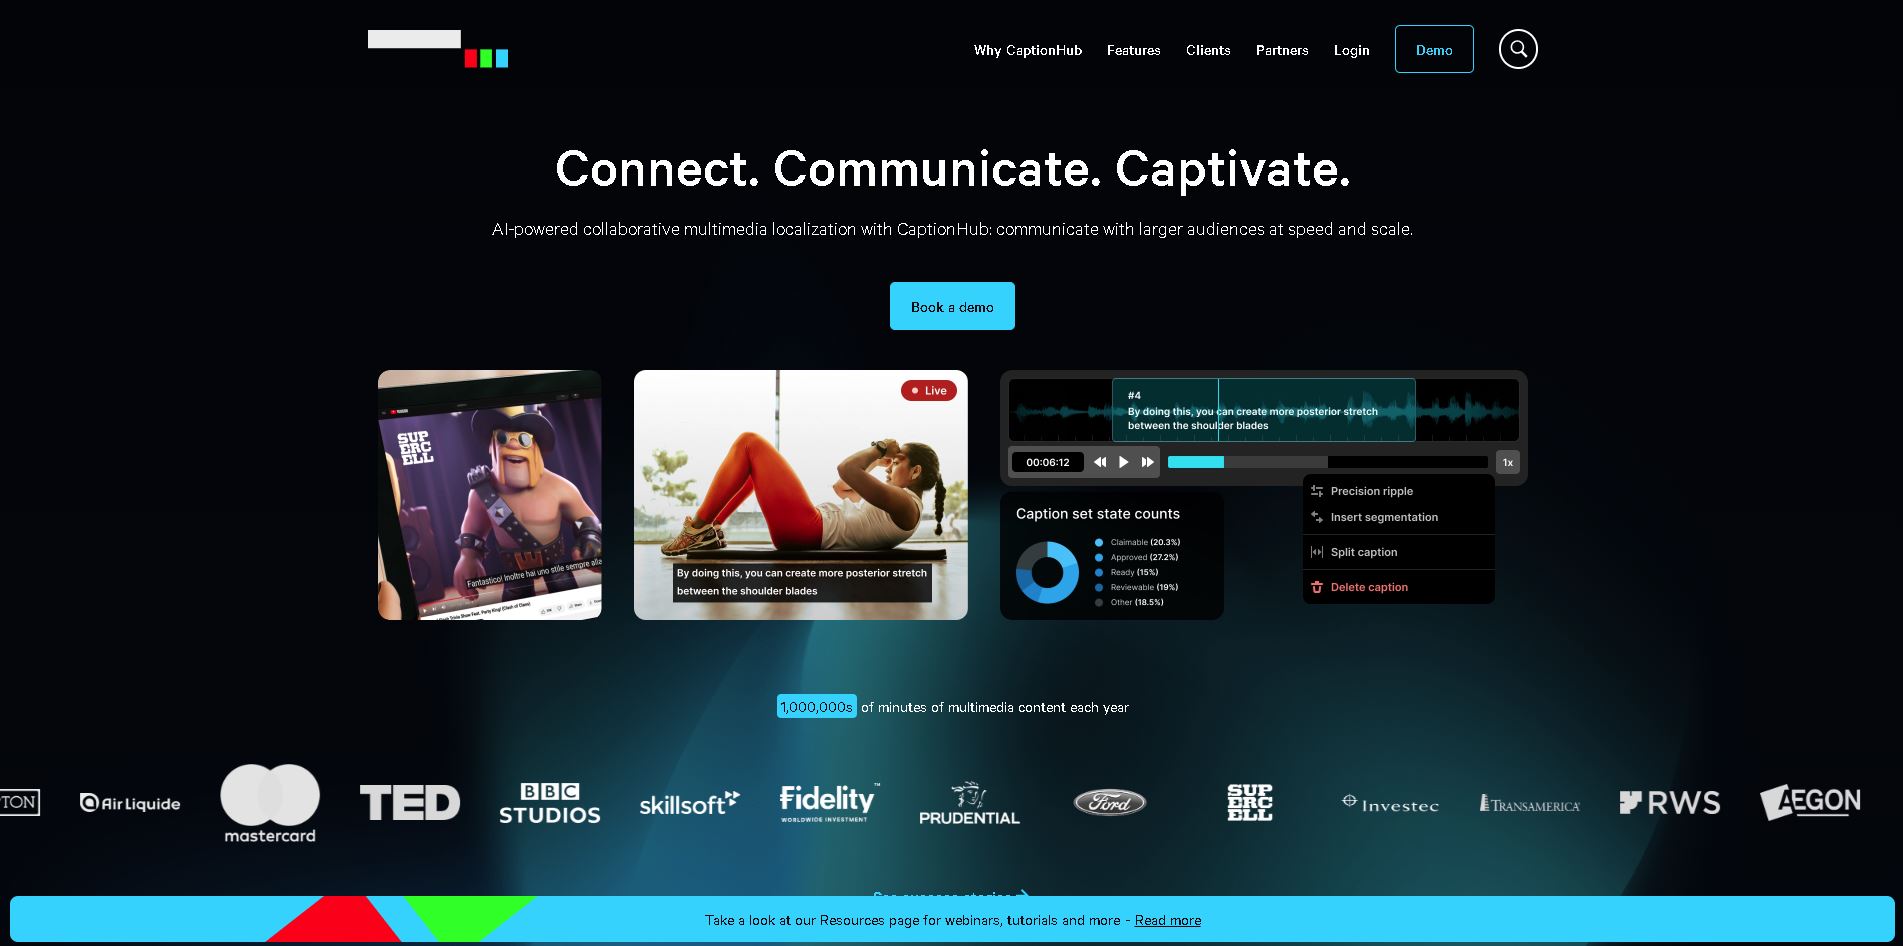 Why CaptionHub
Features
Clients
Partners
Login
Demo
Connect. Communicate. Captivate.
AI-powered collaborative multimedia localization with CaptionHub: communicate with larger audiences at speed and scale.
Book a demo
SUP
ERC
ELL
Fantastico! Inoltre hai uno stile sempre alla
Live
By doing this, you can create more posterior stretch
between the shoulder blades
#4
By doing this, you can create more posterior stretch
between the shoulder blades
00:06:12
1x
Precision ripple
Insert segmentation
Split caption
Delete caption
Caption set state counts
Claimable (20.3%)
Approved (27.2%)
Ready (15%)
Reviewable (19%)
Other (18.5%)
1,000,000s of minutes of multimedia content each year
TON
Air Liquide
mastercard
TED
BBC
STUDIOS
skillsoft
Fidelity™
WORLDWIDE INVESTMENT
PRUDENTIAL
Ford
SUP
ERC
ELL
Investec
TRANSAMERICA
RWS
AEGON
Take a look at our Resources page for webinars, tutorials and more - Read more